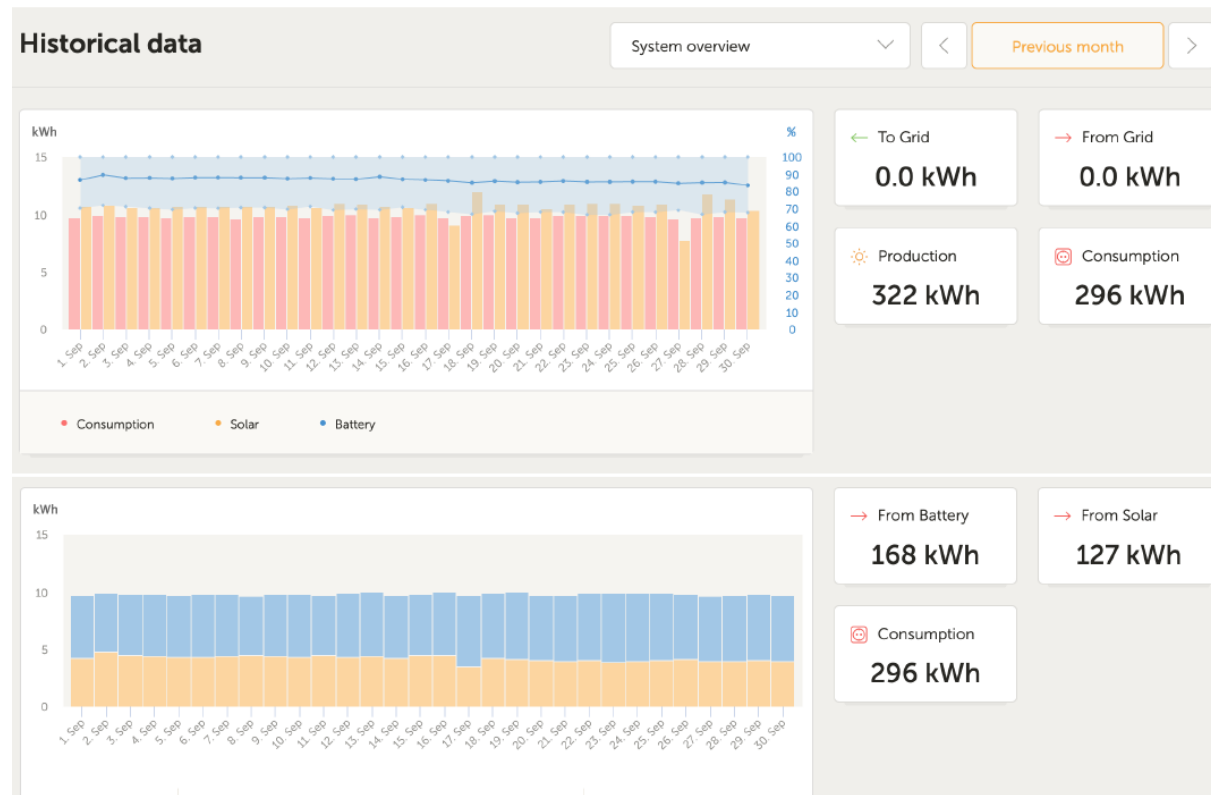 Historical data
System overview
Previous month
kWh
%
15
10
5
0
100
90
80
70
60
50
40
30
20
10
0
1. Sep
2. Sep
3. Sep
4. Sep
5. Sep
6. Sep
7. Sep
8. Sep
9. Sep
10. Sep
11. Sep
12. Sep
13. Sep
14. Sep
15. Sep
16. Sep
17. Sep
18. Sep
19. Sep
20. Sep
21. Sep
22. Sep
23. Sep
24. Sep
25. Sep
26. Sep
27. Sep
28. Sep
29. Sep
30. Sep
Consumption
Solar
Battery
To Grid
0.0 kWh
From Grid
0.0 kWh
Production
322 kWh
Consumption
296 kWh
kWh
15
10
5
0
1. Sep
2. Sep
3. Sep
4. Sep
5. Sep
6. Sep
7. Sep
8. Sep
9. Sep
10. Sep
11. Sep
12. Sep
13. Sep
14. Sep
15. Sep
16. Sep
17. Sep
18. Sep
19. Sep
20. Sep
21. Sep
22. Sep
23. Sep
24. Sep
25. Sep
26. Sep
27. Sep
28. Sep
29. Sep
30. Sep
From Battery
168 kWh
From Solar
127 kWh
Consumption
296 kWh